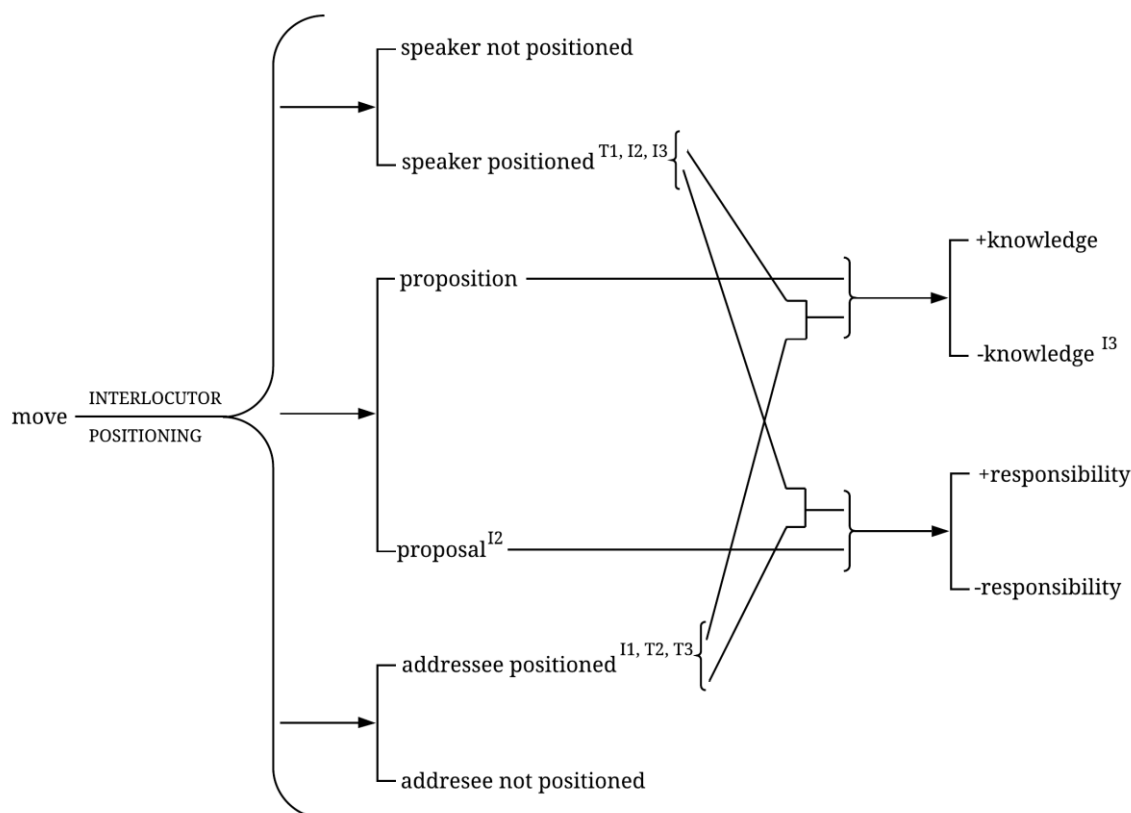 speaker not positioned
speaker positioned T1, I2, I3
+knowledge
proposition
-knowledge I3
INTERLOCUTOR
move
POSITIONING
+responsibility
proposal I2
-responsibility
addressee positioned I1, T2, T3
addresee not positioned